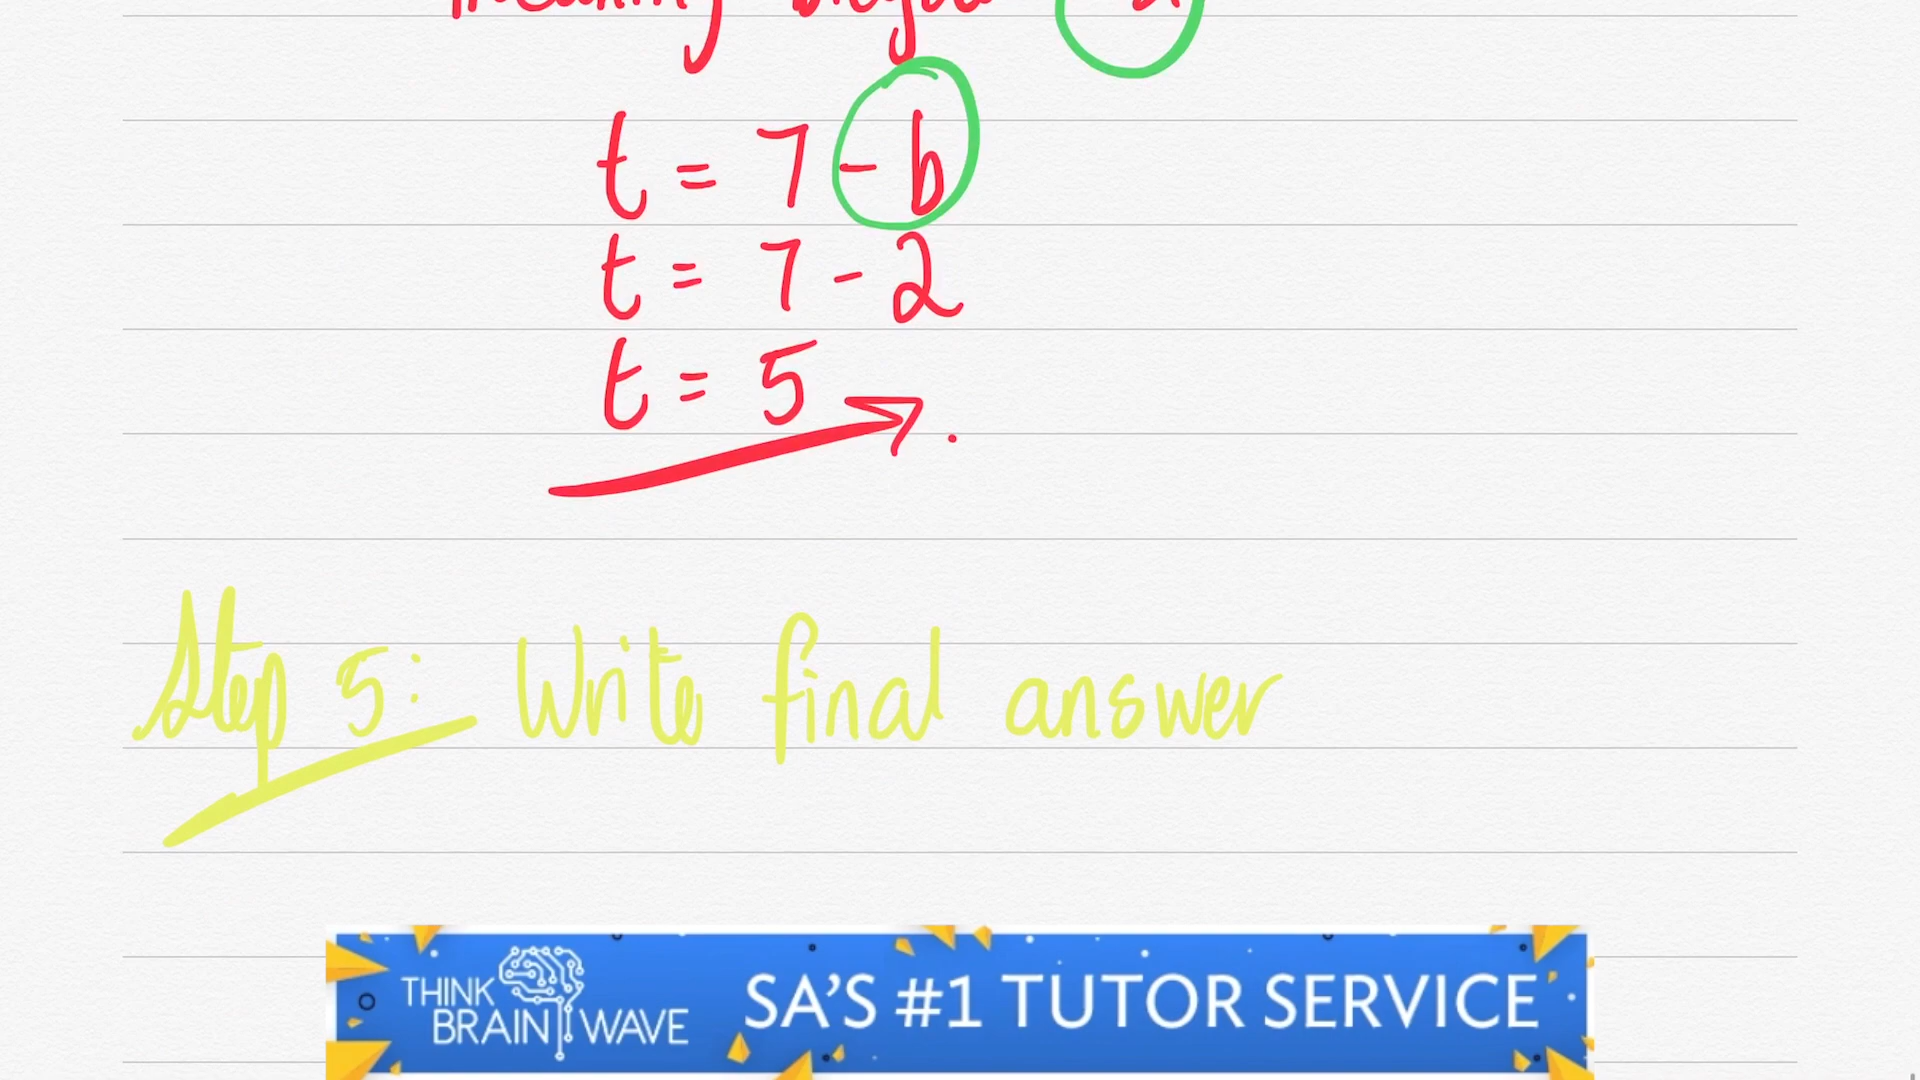 t = 7 - b
t = 7 - 2
t = 5
Step 5: Write final answer
THINK BRAIN WAVE
SA'S #1 TUTOR SERVICE